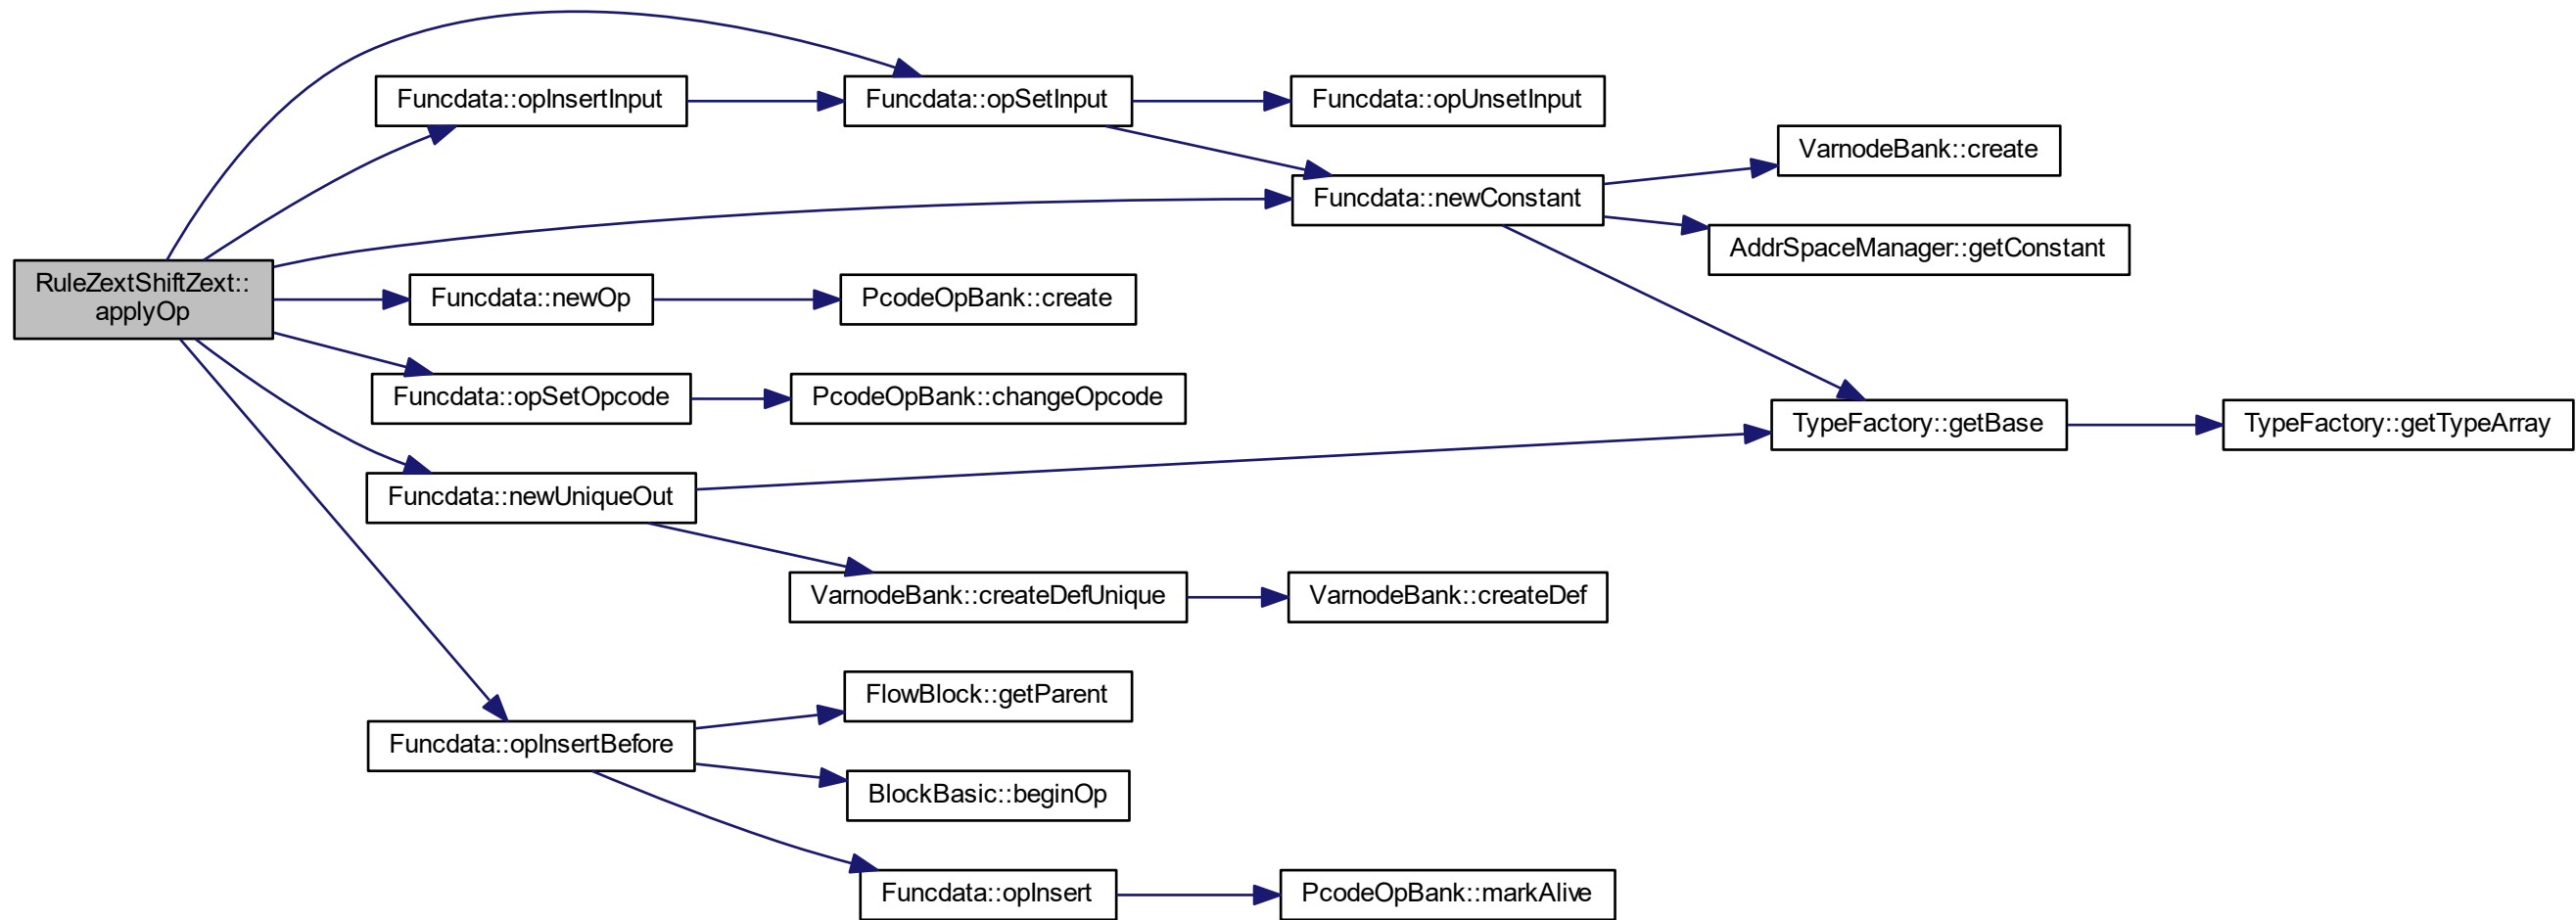 Funcdata::opInsertInput
Funcdata::opSetInput
Funcdata::opUnsetInput
VarnodeBank::create
Funcdata::newConstant
AddrSpaceManager::getConstant
RuleZextShiftZext::
applyOp
Funcdata::newOp
PcodeOpBank::create
Funcdata::opSetOpcode
PcodeOpBank::changeOpcode
TypeFactory::getBase
TypeFactory::getTypeArray
Funcdata::newUniqueOut
VarnodeBank::createDefUnique
VarnodeBank::createDef
FlowBlock::getParent
Funcdata::opInsertBefore
BlockBasic::beginOp
Funcdata::opInsert
PcodeOpBank::markAlive